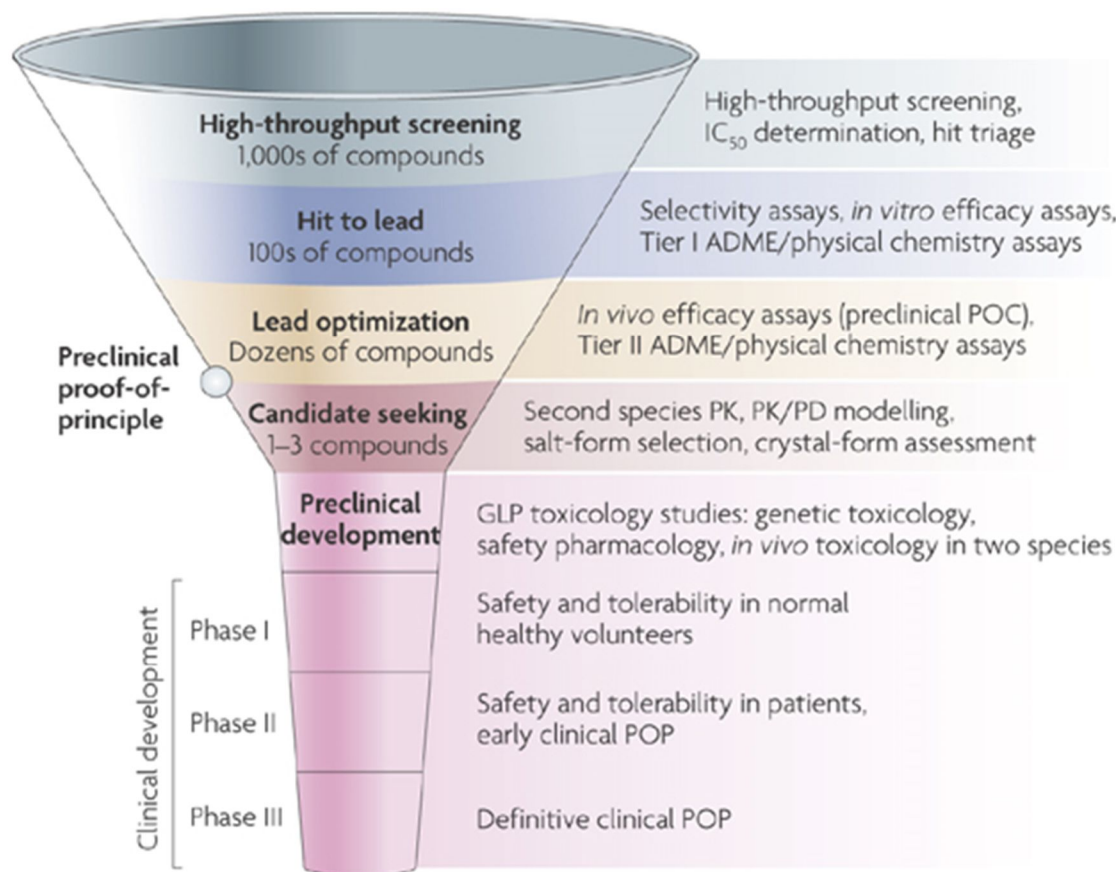 High-throughput screening
1,000s of compounds
High-throughput screening,
IC₅₀ determination, hit triage
Hit to lead
100s of compounds
Selectivity assays, in vitro efficacy assays,
Tier I ADME/physical chemistry assays
Lead optimization
Dozens of compounds
In vivo efficacy assays (preclinical POC),
Tier II ADME/physical chemistry assays
Preclinical
proof-of-
principle
Candidate seeking
1–3 compounds
Second species PK, PK/PD modelling,
salt-form selection, crystal-form assessment
Preclinical
development
GLP toxicology studies: genetic toxicology,
safety pharmacology, in vivo toxicology in two species
Clinical development
Phase I
Safety and tolerability in normal
healthy volunteers
Phase II
Safety and tolerability in patients,
early clinical POP
Phase III
Definitive clinical POP